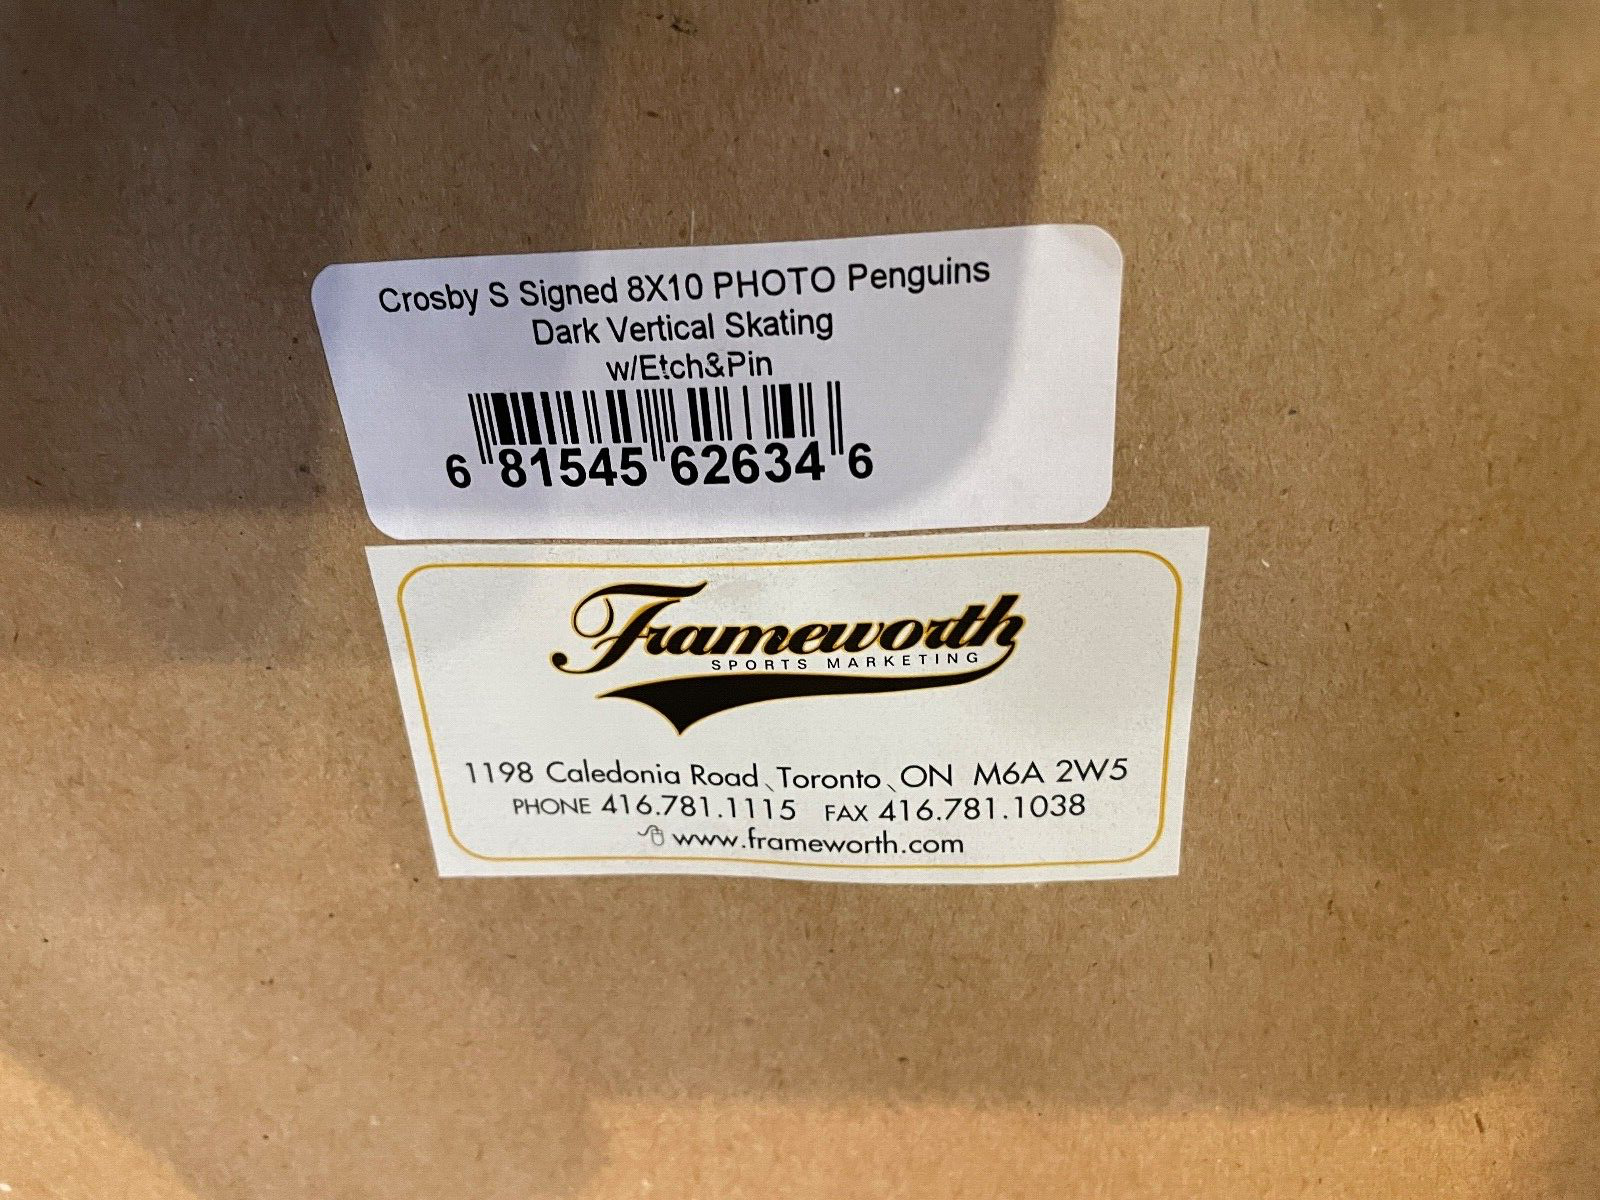 Crosby S Signed 8X10 PHOTO Penguins
Dark Vertical Skating
w/Etch&Pin
6 81545 62634 6
Frameworth
SPORTS MARKETING
1198 Caledonia Road, Toronto, ON M6A 2W5
PHONE 416.781.1115 FAX 416.781.1038
www.frameworth.com